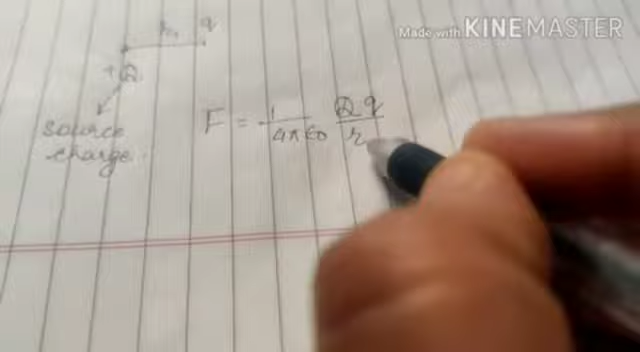 Made with KINEMASTER
r q
+Q
source
charge.
F = 1/4πε0 Qq/r